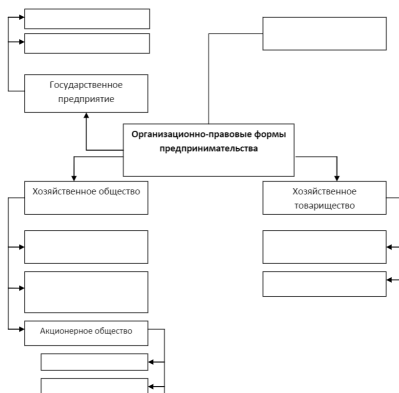 Государственное
предприятие
Организационно-правовые формы
предпринимательства
Хозяйственное общество
Хозяйственное
товарищество
Акционерное общество